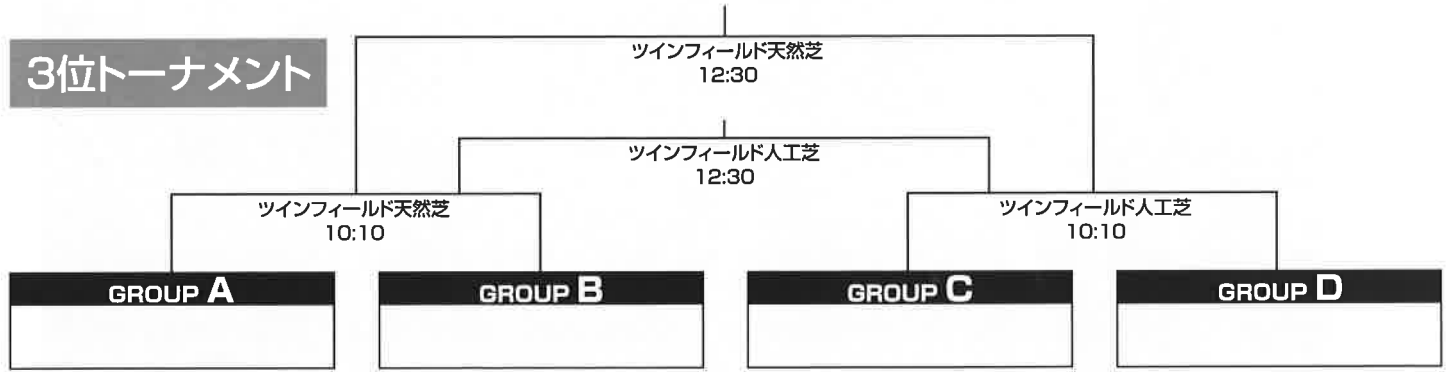 3位トーナメント
ツインフィールド天然芝
12:30
ツインフィールド人工芝
12:30
ツインフィールド天然芝
10:10
ツインフィールド人工芝
10:10
GROUP A
GROUP B
GROUP C
GROUP D